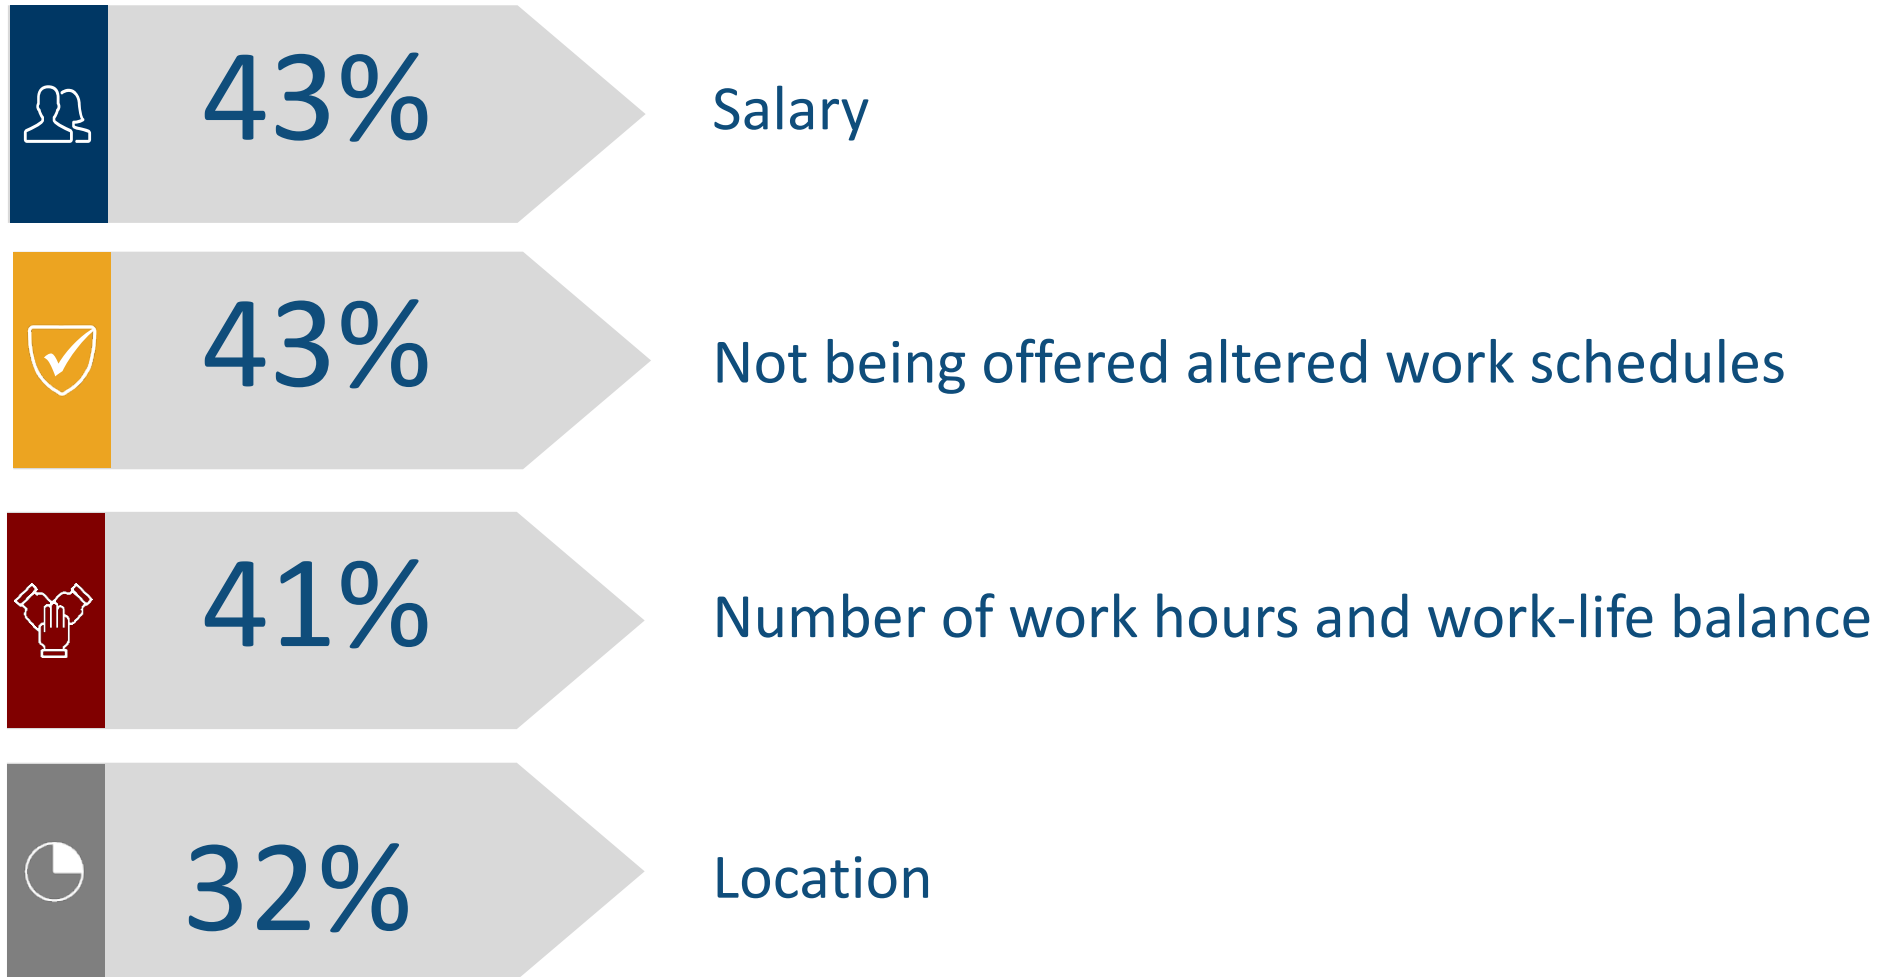 43%
Salary
43%
Not being offered altered work schedules
41%
Number of work hours and work-life balance
32%
Location